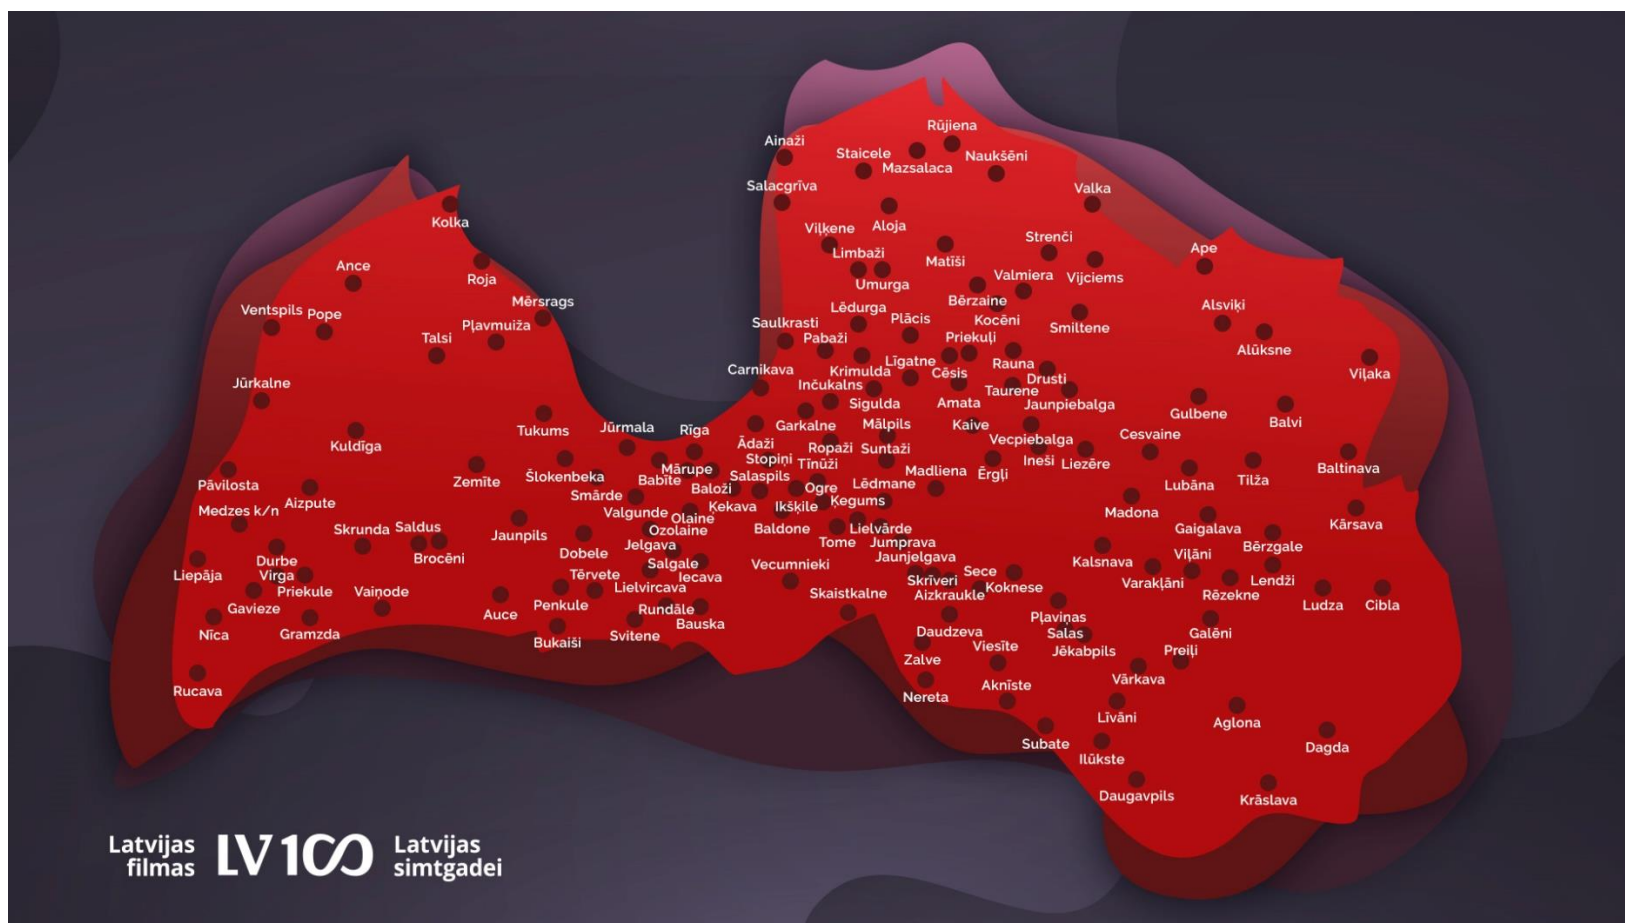 Rūjiena
Ainaži
Staicele
Mazsalaca
Naukšēni
Salacgrīva
Valka
Kolka
Viļķene
Aloja
Strenči
Ape
Limbaži
Matīši
Ance
Roja
Umurga
Valmiera
Vijciems
Mērsrags
Bērzaine
Alsviķi
Ventspils
Pope
Pļavmuiža
Lēdurga
Plācis
Kocēni
Smiltene
Saulkrasti
Talsi
Pabaži
Priekuļi
Alūksne
Carnikava
Krimulda
Līgatne
Cēsis
Rauna
Drusti
Viļaka
Jūrkalne
Inčukalns
Taurene
Sigulda
Amata
Jaunpiebalga
Gulbene
Balvi
Tukums
Jūrmala
Rīga
Garkalne
Mālpils
Kaive
Cesvaine
Kuldīga
Ādaži
Ropaži
Suntaži
Vecpiebalga
Stopiņi
Tīnūži
Ineši
Liezēre
Baltinava
Zemīte
Šlokenbeka
Babīte
Mārupe
Salaspils
Madliena
Ērgļi
Lubāna
Tilža
Pāvilosta
Aizpute
Smārde
Baloži
Ogre
Lēdmane
Medzes k/n
Valgunde
Olaine
Ķekava
Ikšķile
Ķegums
Madona
Kārsava
Skrunda
Saldus
Jaunpils
Ozolaine
Baldone
Lielvārde
Gaigalava
Jelgava
Tome
Jumprava
Bērzgale
Durbe
Brocēni
Dobele
Salgale
Vecumnieki
Jaunjelgava
Kalsnava
Viļāni
Liepāja
Virga
Tērvete
Iecava
Skrīveri
Sece
Varakļāni
Lendži
Priekule
Vaiņode
Lielvircava
Skaistkalne
Aizkraukle
Koknese
Rēzekne
Gavieze
Auce
Penkule
Rundāle
Ludza
Cibla
Nīca
Gramzda
Bukaiši
Svitene
Bauska
Daudzeva
Pļaviņas
Salas
Galēni
Viesīte
Jēkabpils
Preiļi
Zalve
Vārkava
Rucava
Nereta
Aknīste
Līvāni
Aglona
Subate
Dagda
Ilūkste
Daugavpils
Krāslava
Latvijas
filmas
LV100
Latvijas
simtgadei